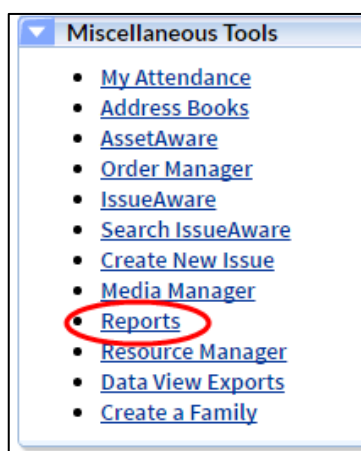 Miscellaneous Tools
My Attendance
Address Books
AssetAware
Order Manager
IssueAware
Search IssueAware
Create New Issue
Media Manager
Reports
Resource Manager
Data View Exports
Create a Family